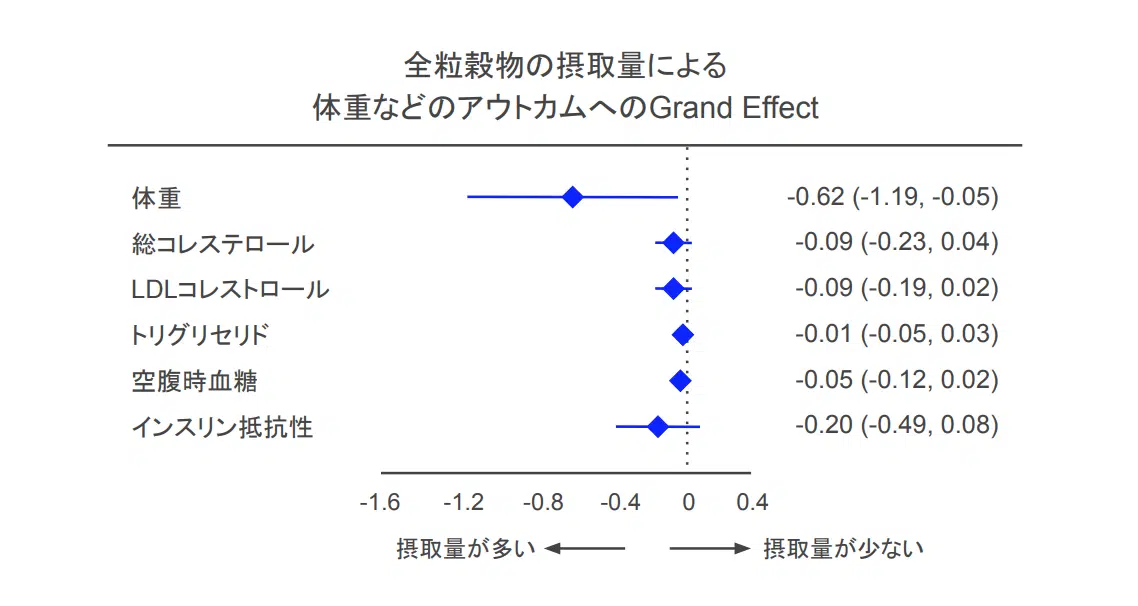 全粒穀物の摂取量による
体重などのアウトカムへのGrand Effect
体重 -0.62 (-1.19, -0.05)
総コレステロール -0.09 (-0.23, 0.04)
LDLコレストロール -0.09 (-0.19, 0.02)
トリグリセリド -0.01 (-0.05, 0.03)
空腹時血糖 -0.05 (-0.12, 0.02)
インスリン抵抗性 -0.20 (-0.49, 0.08)
-1.6 -1.2 -0.8 -0.4 0 0.4
摂取量が多い 摂取量が少ない